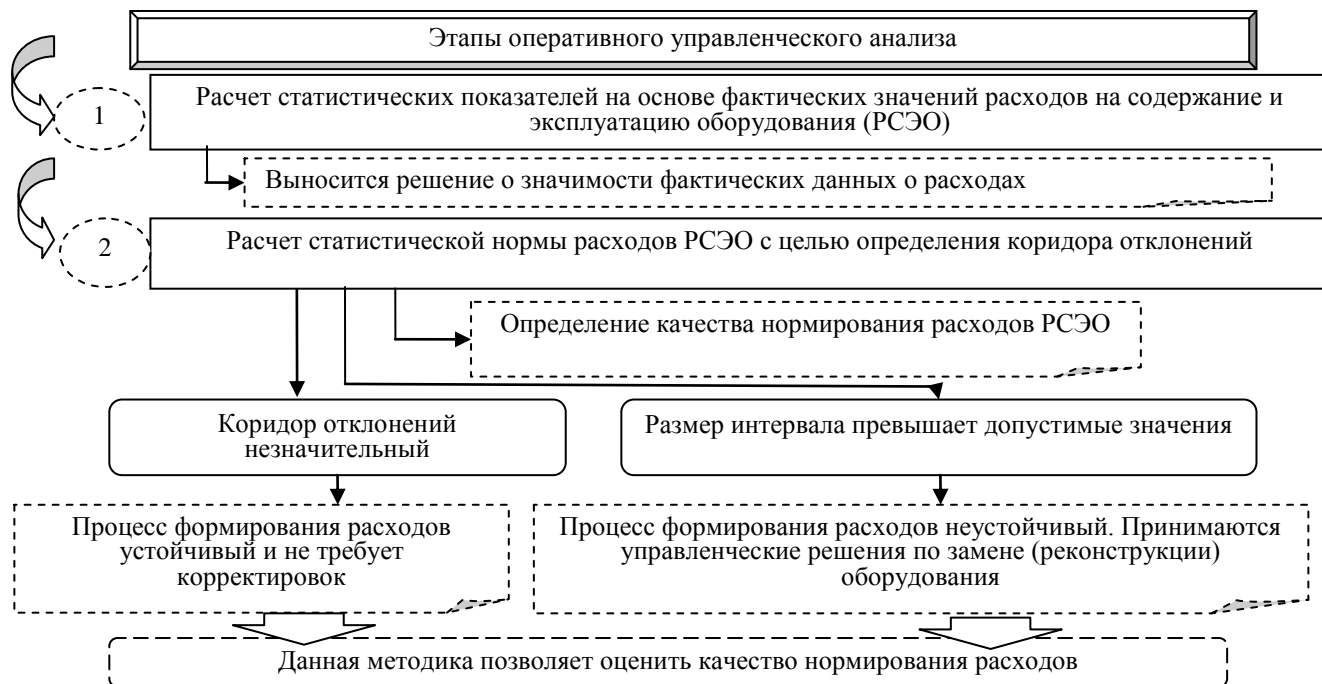 Этапы оперативного управленческого анализа
1
Расчет статистических показателей на основе фактических значений расходов на содержание и
эксплуатацию оборудования (РСЭО)
Выносится решение о значимости фактических данных о расходах
2
Расчет статистической нормы расходов РСЭО с целью определения коридора отклонений
Определение качества нормирования расходов РСЭО
Коридор отклонений
незначительный
Размер интервала превышает допустимые значения
Процесс формирования расходов
устойчивый и не требует
корректировок
Процесс формирования расходов неустойчивый. Принимаются
управленческие решения по замене (реконструкции)
оборудования
Данная методика позволяет оценить качество нормирования расходов